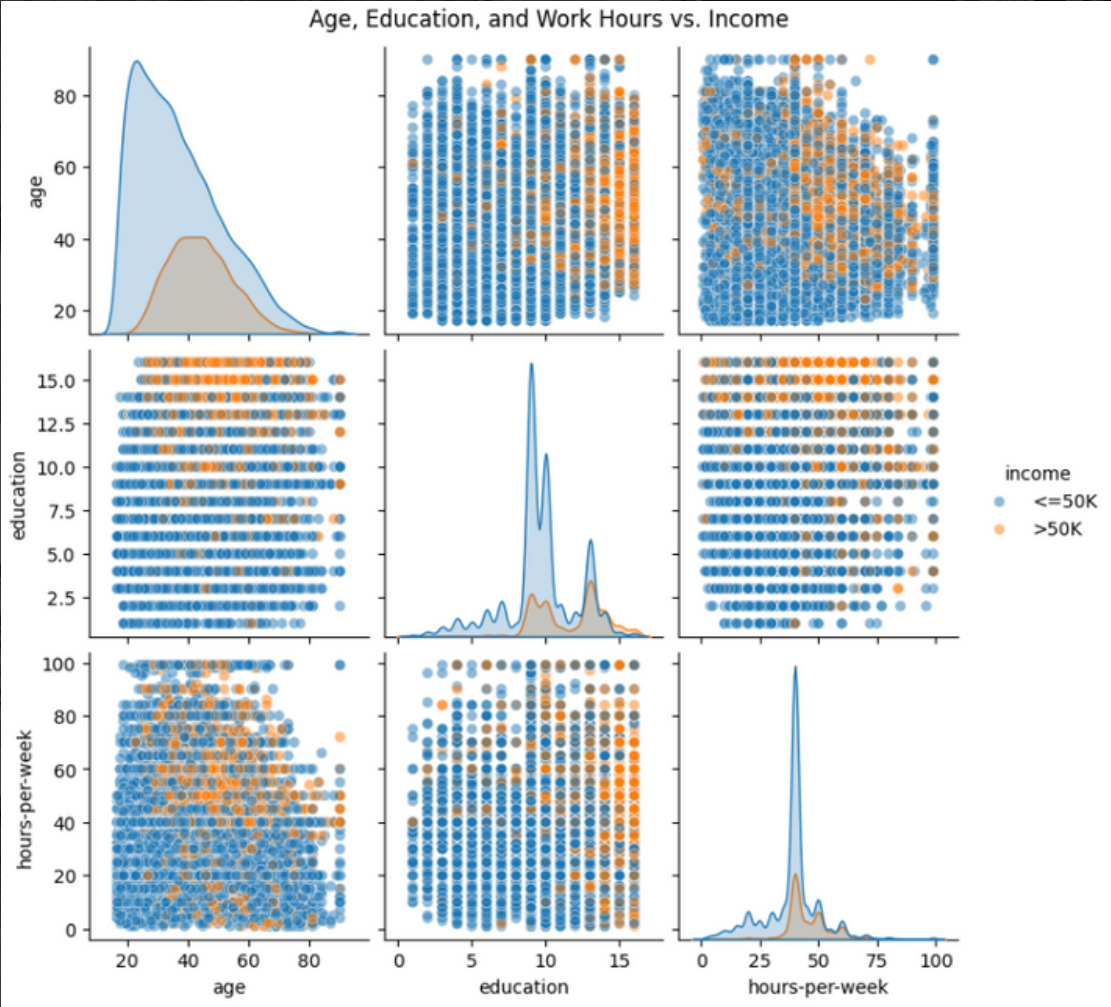 Age, Education, and Work Hours vs. Income
age
80
60
40
20
education
15.0
12.5
10.0
7.5
5.0
2.5
income
<=50K
>50K
hours-per-week
100
80
60
40
20
0
20 40 60 80
age
0 5 10 15
education
0 25 50 75 100
hours-per-week